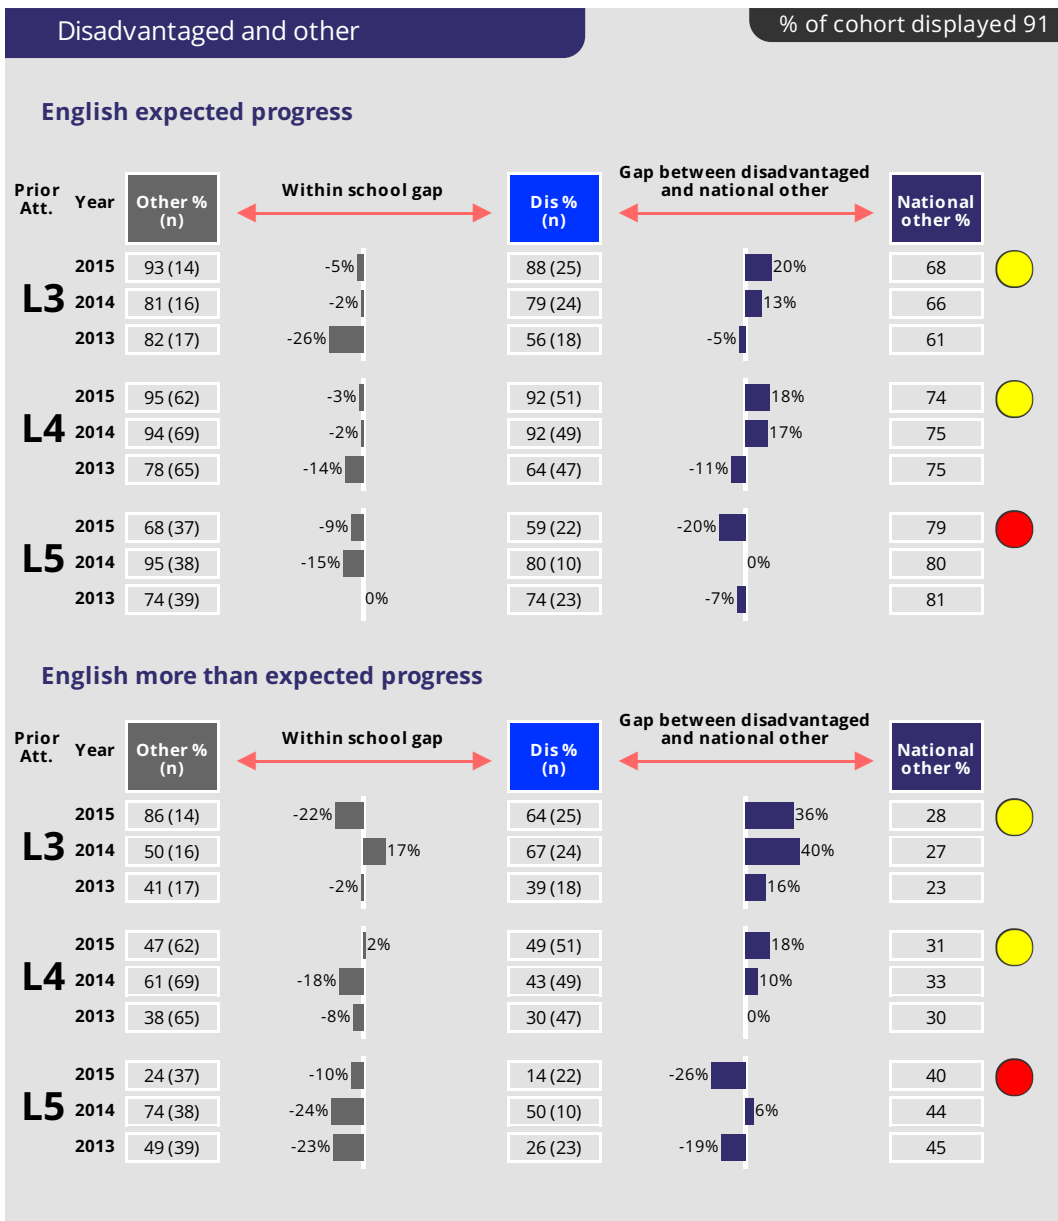 Disadvantaged and other
% of cohort displayed 91
English expected progress
Prior Att.
Year
Other % (n)
Within school gap
Dis % (n)
Gap between disadvantaged and national other
National other %
L3
2015 93 (14) -5% 88 (25) 20% 68
2014 81 (16) -2% 79 (24) 13% 66
2013 82 (17) -26% 56 (18) -5% 61
L4
2015 95 (62) -3% 92 (51) 18% 74
2014 94 (69) -2% 92 (49) 17% 75
2013 78 (65) -14% 64 (47) -11% 75
L5
2015 68 (37) -9% 59 (22) -20% 79
2014 95 (38) -15% 80 (10) 0% 80
2013 74 (39) 0% 74 (23) -7% 81
English more than expected progress
Prior Att.
Year
Other % (n)
Within school gap
Dis % (n)
Gap between disadvantaged and national other
National other %
L3
2015 86 (14) -22% 64 (25) 36% 28
2014 50 (16) 17% 67 (24) 40% 27
2013 41 (17) -2% 39 (18) 16% 23
L4
2015 47 (62) 2% 49 (51) 18% 31
2014 61 (69) -18% 43 (49) 10% 33
2013 38 (65) -8% 30 (47) 0% 30
L5
2015 24 (37) -10% 14 (22) -26% 40
2014 74 (38) -24% 50 (10) 6% 44
2013 49 (39) -23% 26 (23) -19% 45